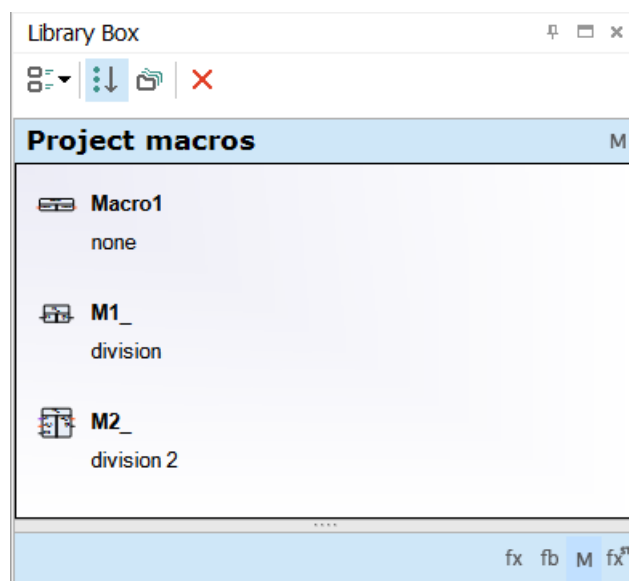 Library Box
Project macros M
Macro1
none
M1_
division
M2_
division 2
fx fb M fx